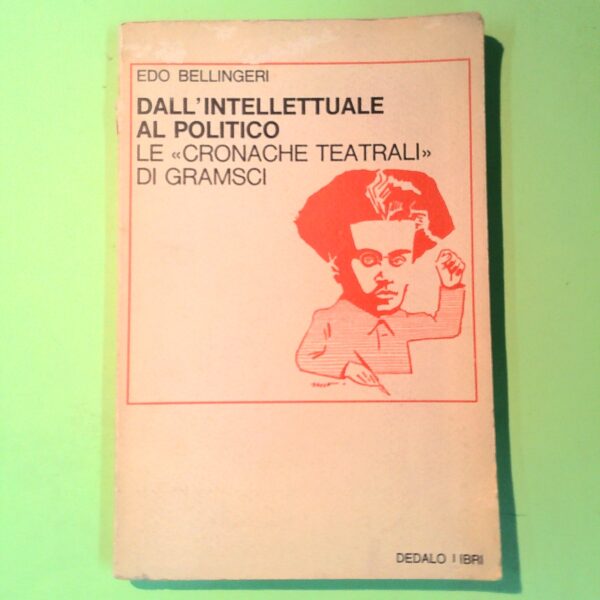 EDO BELLINGERI
DALL'INTELLETTUALE
AL POLITICO
LE «CRONACHE TEATRALI»
DI GRAMSCI
DEDALO LIBRI